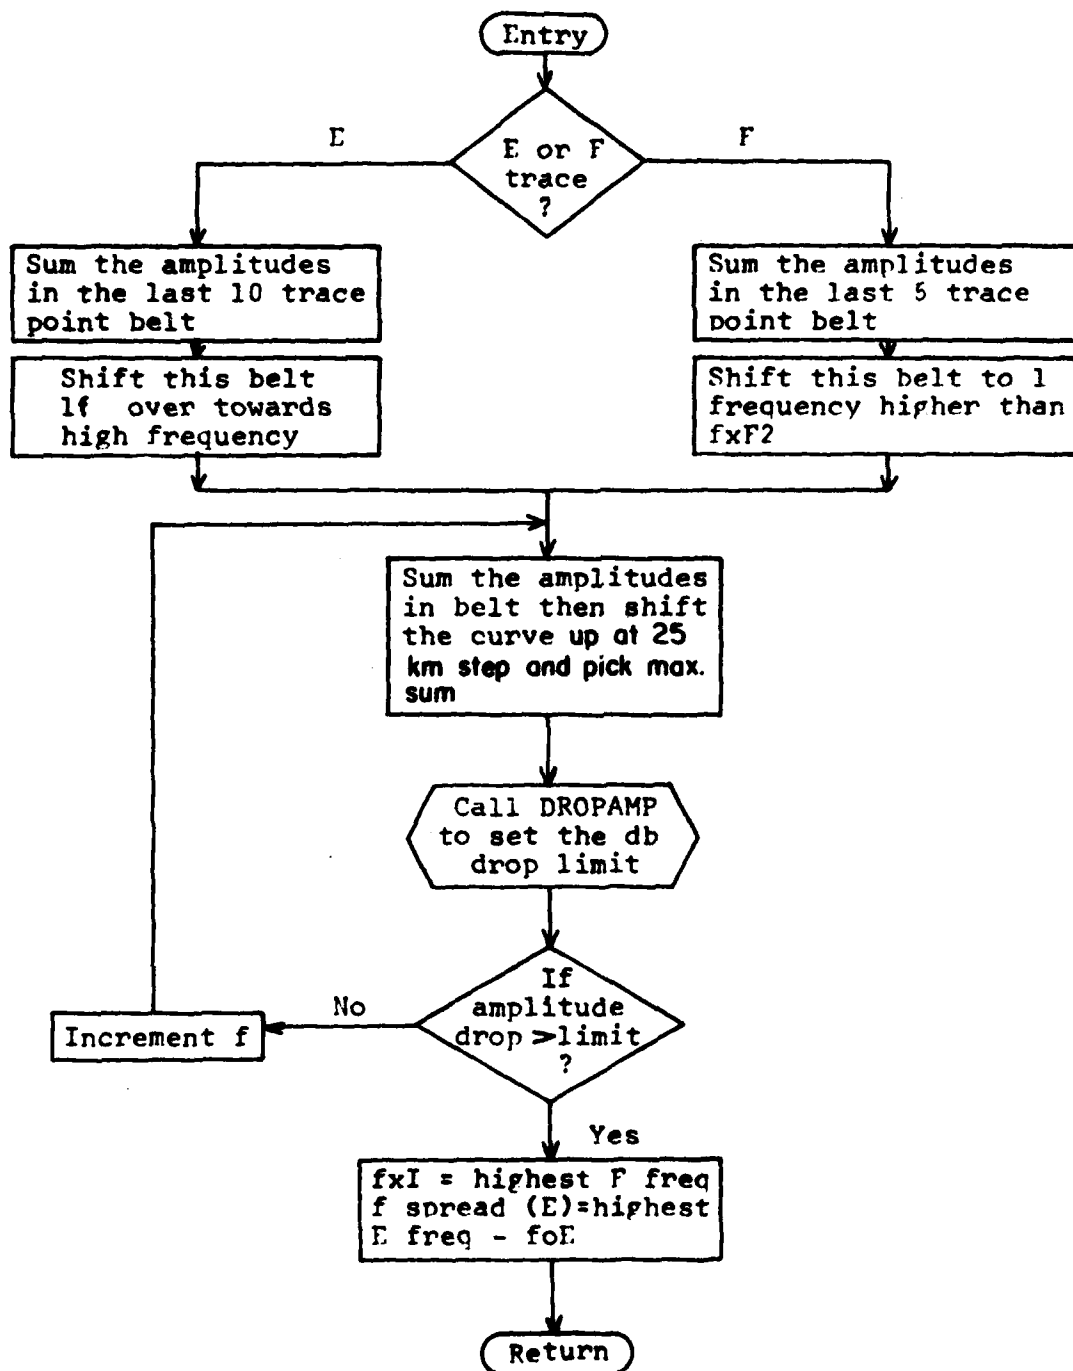 Entry
E or F
trace
?
E
F
Sum the amplitudes
in the last 10 trace
point belt
Sum the amplitudes
in the last 5 trace
point belt
Shift this belt
1f over towards
high frequency
Shift this belt to 1
frequency higher than
fxF2
Sum the amplitudes
in belt then shift
the curve up at 25
km step and pick max.
sum
Call DROPAMP
to set the db
drop limit
If
amplitude
drop >limit
?
No
Increment f
Yes
fxI = highest F freq
f spread (E)=highest
E freq - foE
Return